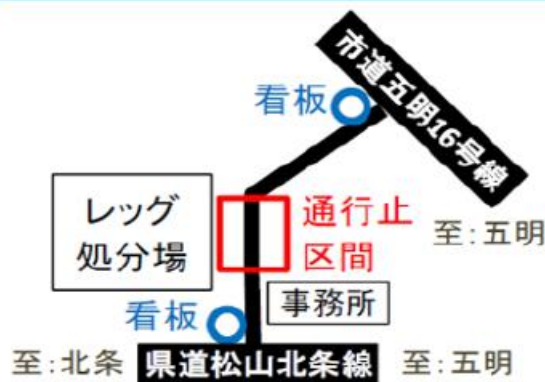 市道五明16号線
看板
レッグ
処分場
通行止
区間
至:五明
事務所
看板
至:北条
県道松山北条線
至:五明